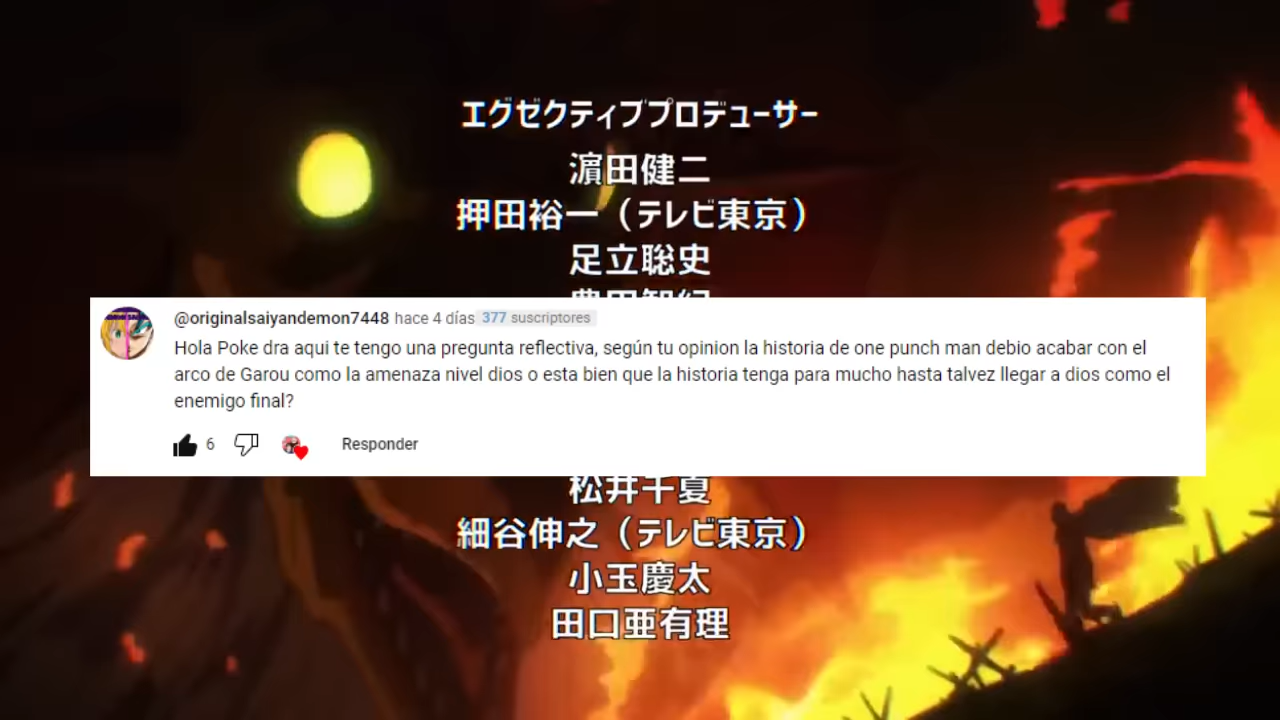 エグゼクティブプロデューサー
濵田健二
押田裕一（テレビ東京）
足立聡史
@originalsaiyandemon7448 hace 4 días 377 suscriptores
Hola Poke dra aqui te tengo una pregunta reflectiva, según tu opinion la historia de one punch man debio acabar con el
arco de Garou como la amenaza nivel dios o esta bien que la historia tenga para mucho hasta talvez llegar a dios como el
enemigo final?
6 Responder
松井千夏
細谷伸之（テレビ東京）
小玉慶太
田口亜有理